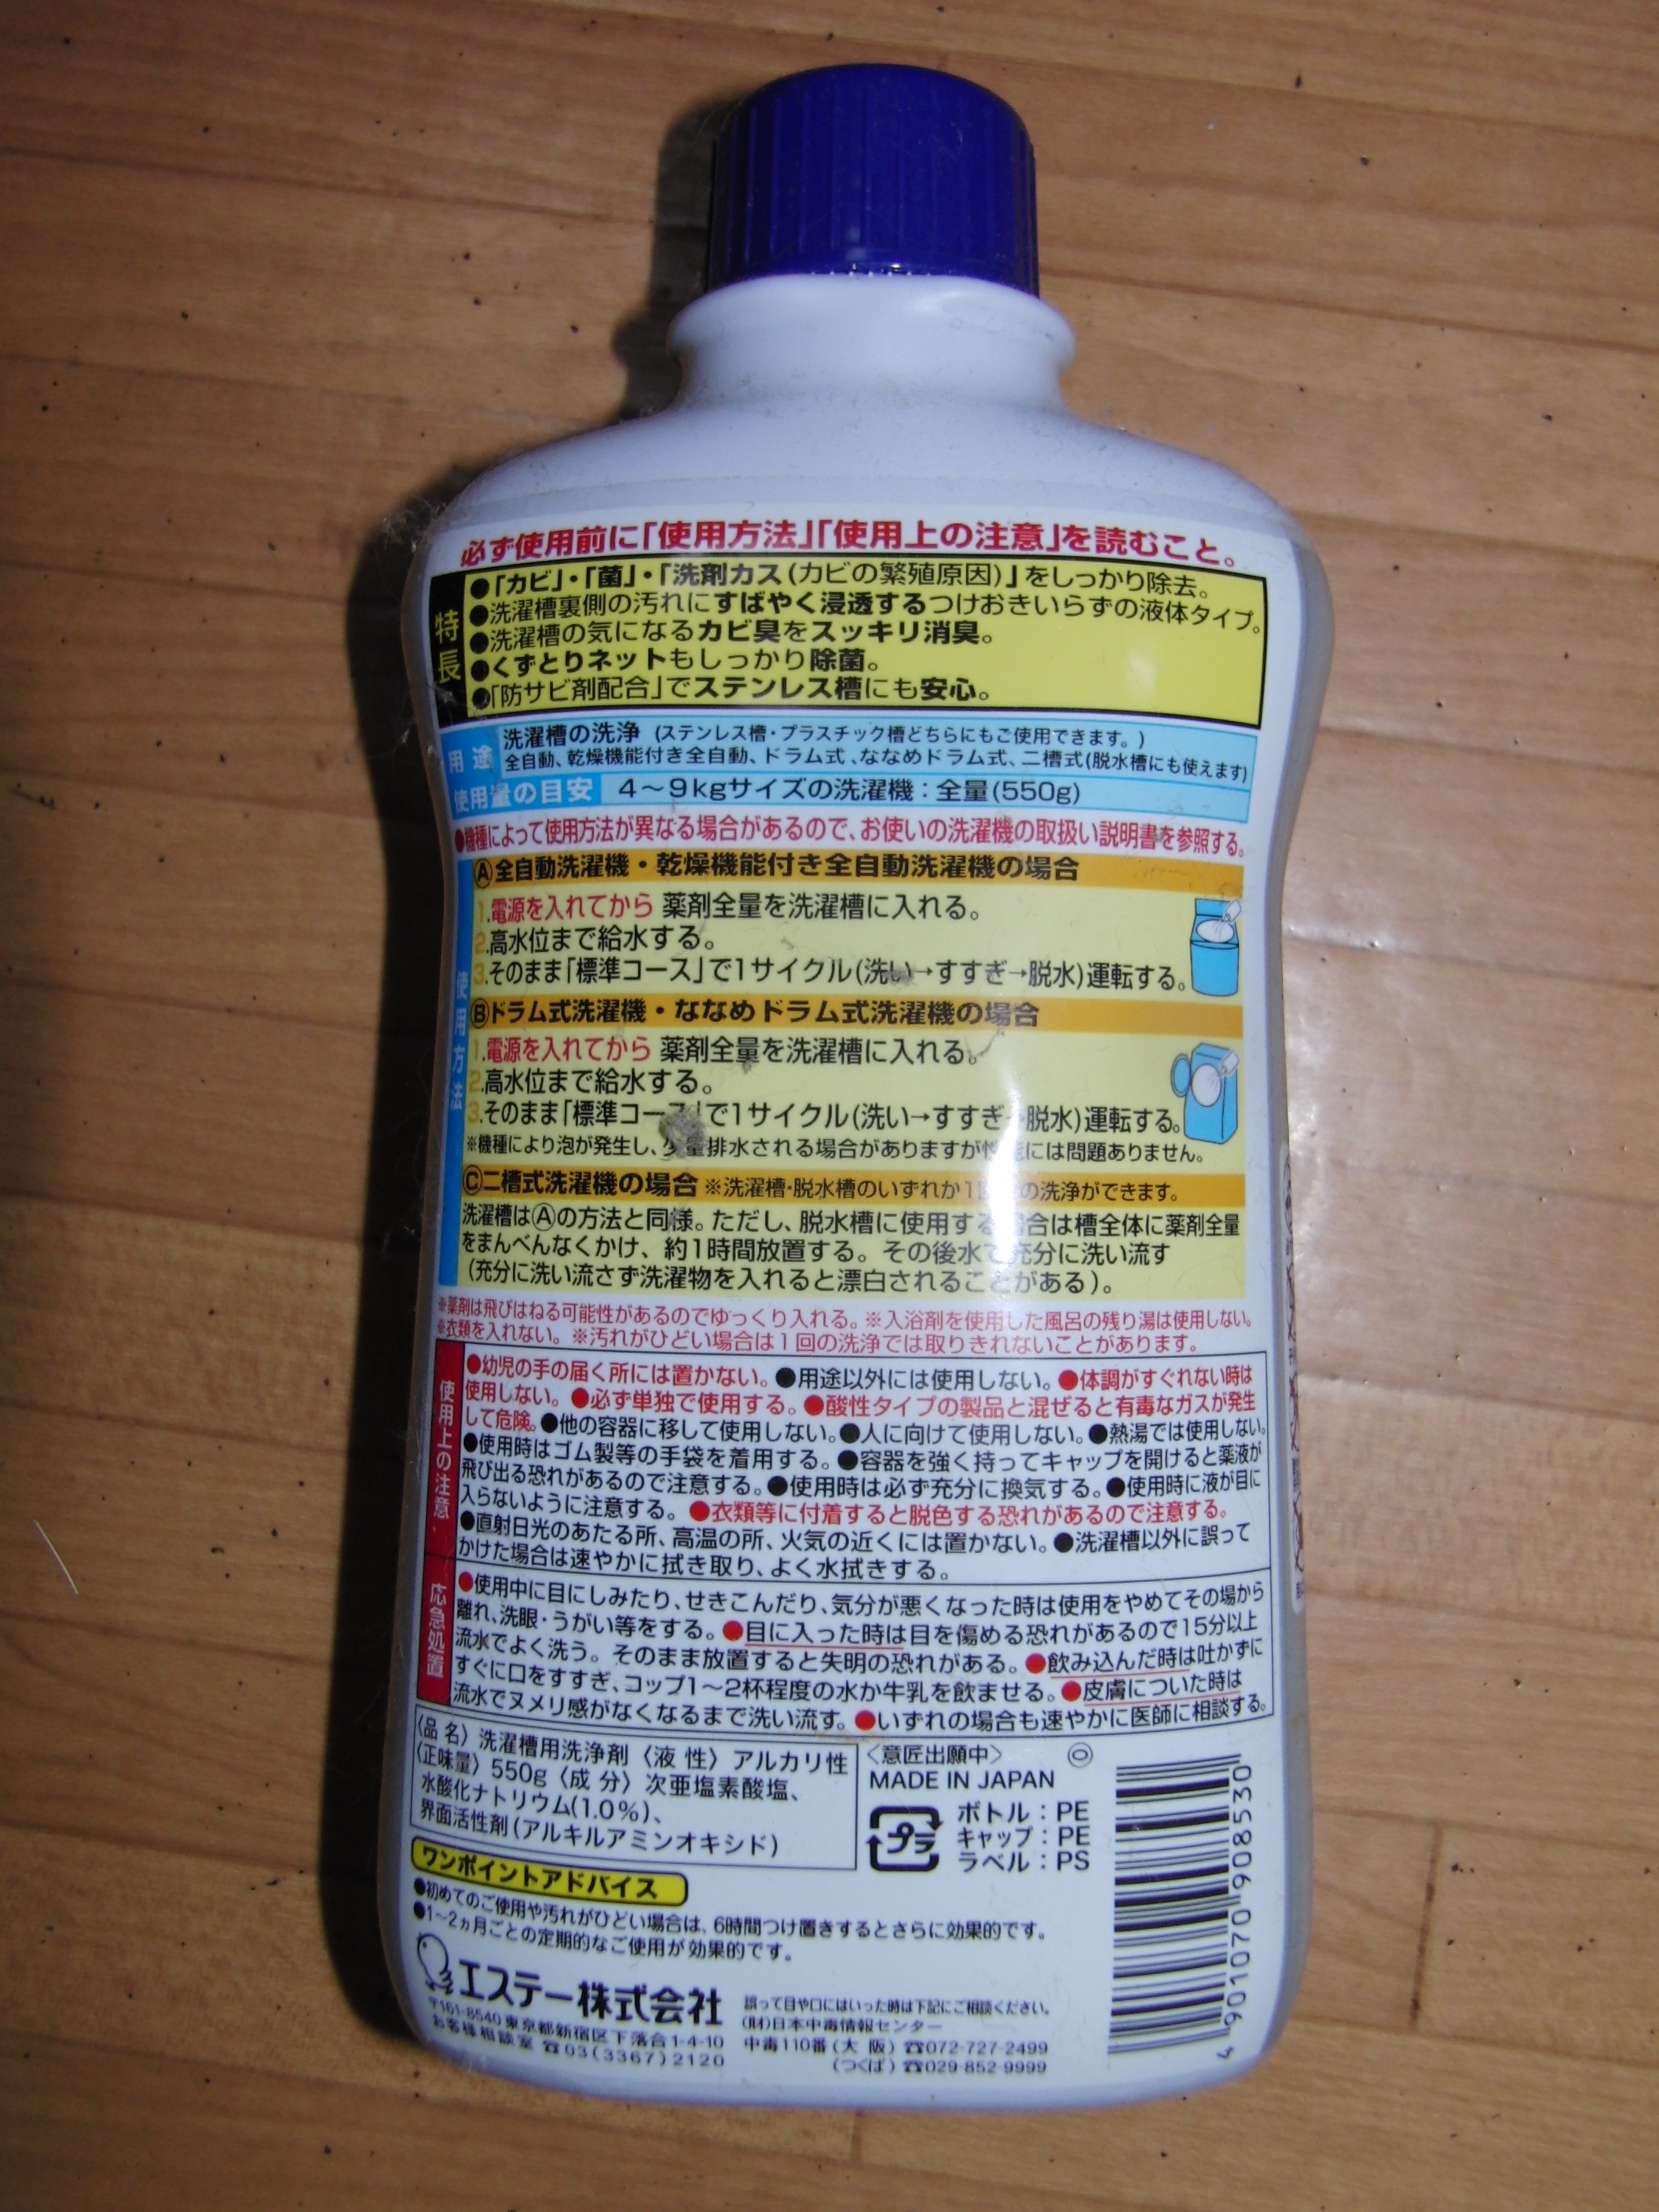 必ず使用前に「使用方法」「使用上の注意」を読むこと。
特長
●「カビ」・「菌」・「洗剤カス(カビの繁殖原因)」をしっかり除去。
●洗濯槽裏側の汚れにすばやく浸透するつけおきいらずの液体タイプ。
●洗濯槽の気になるカビ臭をスッキリ消臭。
●くずとりネットもしっかり除菌。
●「防サビ剤配合」でステンレス槽にも安心。
用途
洗濯槽の洗浄 (ステンレス槽・プラスチック槽どちらにもご使用できます。)
全自動、乾燥機能付き全自動、ドラム式、ななめドラム式、二槽式(脱水槽にも使えます)
使用量の目安 4～9kgサイズの洗濯機：全量(550g)
●機種によって使用方法が異なる場合があるので、お使いの洗濯機の取扱い説明書を参照する。
使用方法
Ⓐ全自動洗濯機・乾燥機能付き全自動洗濯機の場合
1.電源を入れてから 薬剤全量を洗濯槽に入れる。
2.高水位まで給水する。
3.そのまま「標準コース」で1サイクル(洗い→すすぎ→脱水)運転する。
Ⓑドラム式洗濯機・ななめドラム式洗濯機の場合
1.電源を入れてから 薬剤全量を洗濯槽に入れる。
2.高水位まで給水する。
3.そのまま「標準コース」で1サイクル(洗い→すすぎ→脱水)運転する。
※機種により泡が発生し、少量排水される場合がありますが性能には問題ありません。
Ⓒ二槽式洗濯機の場合 ※洗濯槽・脱水槽のいずれか1の洗浄ができます。
洗濯槽はⒶの方法と同様。ただし、脱水槽に使用する場合は槽全体に薬剤全量
をまんべんなくかけ、約1時間放置する。その後水で充分に洗い流す
(充分に洗い流さず洗濯物を入れると漂白されることがある)。
※薬剤は飛びはねる可能性があるのでゆっくり入れる。※入浴剤を使用した風呂の残り湯は使用しない。
※衣類を入れない。※汚れがひどい場合は1回の洗浄では取りきれないことがあります。
使用上の注意
●幼児の手の届く所には置かない。●用途以外には使用しない。●体調がすぐれない時は
使用しない。●必ず単独で使用する。●酸性タイプの製品と混ぜると有毒なガスが発生
して危険。●他の容器に移して使用しない。●人に向けて使用しない。●熱湯では使用しない。
●使用時はゴム製等の手袋を着用する。●容器を強く持ってキャップを開けると薬液が
飛び出る恐れがあるので注意する。●使用時は必ず充分に換気する。●使用時に液が目に
入らないように注意する。●衣類等に付着すると脱色する恐れがあるので注意する。
●直射日光のあたる所、高温の所、火気の近くには置かない。●洗濯槽以外に誤って
かけた場合は速やかに拭き取り、よく水拭きする。
応急処置
●使用中に目にしみたり、せきこんだり、気分が悪くなった時は使用をやめてその場から
離れ、洗眼・うがい等をする。●目に入った時は目を傷める恐れがあるので15分以上
流水でよく洗う。そのまま放置すると失明の恐れがある。●飲み込んだ時は吐かずに
すぐに口をすすぎ、コップ1～2杯程度の水か牛乳を飲ませる。●皮膚についた時は
流水でヌメリ感がなくなるまで洗い流す。●いずれの場合も速やかに医師に相談する。
〈品 名〉洗濯槽用洗浄剤〈液 性〉アルカリ性
〈正味量〉550g〈成 分〉次亜塩素酸塩、
水酸化ナトリウム(1.0%)、
界面活性剤(アルキルアミンオキシド)
〈意匠出願中〉 ◎
MADE IN JAPAN
プラ
ボトル：PE
キャップ：PE
ラベル：PS
4901070908530
ワンポイントアドバイス
●初めてのご使用や汚れがひどい場合は、6時間つけ置きするとさらに効果的です。
●1～2ヵ月ごとの定期的なご使用が効果的です。
エステー株式会社
〒161-8540 東京都新宿区下落合1-4-10
お客様相談室 ☎03(3367)2120
誤って目や口にはいった時は下記にご相談ください。
(財)日本中毒情報センター
中毒110番(大 阪) ☎072-727-2499
(つくば) ☎029-852-9999